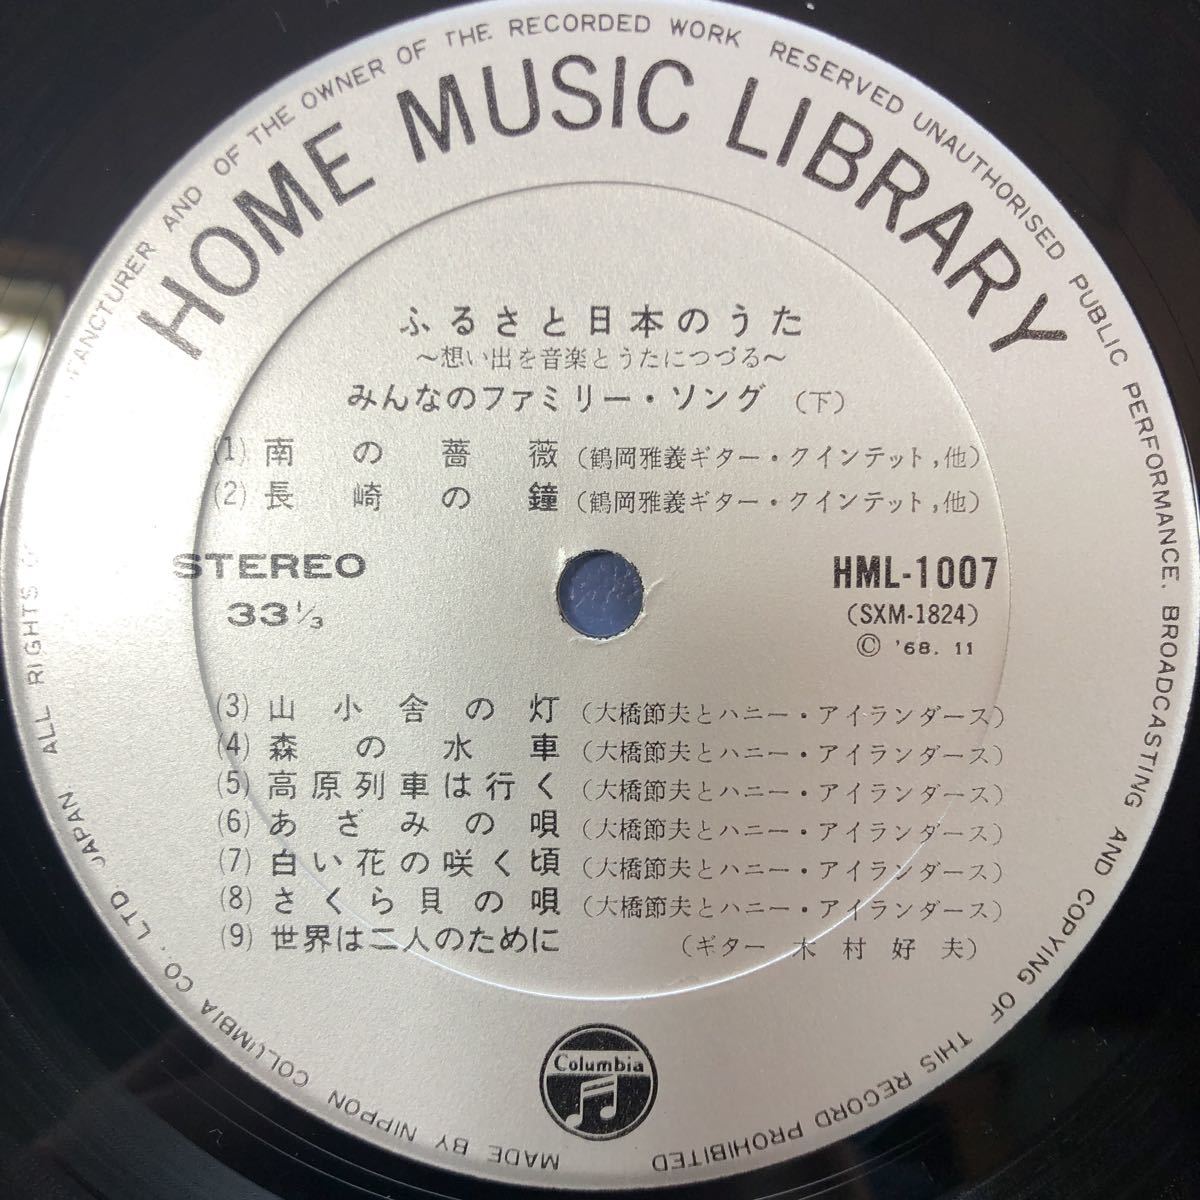 ALL RIGHTS OF THE MANUFACTURER AND OF THE OWNER OF THE RECORDED WORK RESERVED UNAUTHORISED PUBLIC PERFORMANCE. BROADCASTING AND COPYING OF THIS RECORD PROHIBITED
HOME MUSIC LIBRARY
ふるさと日本のうた
～想い出を音楽とうたにつづる～
みんなのファミリー・ソング (下)
(1) 南の薔薇 (鶴岡雅義ギター・クインテット,他)
(2) 長崎の鐘 (鶴岡雅義ギター・クインテット,他)
STEREO
33 1/3
HML-1007
(SXM-1824)
© '68. 11
(3) 山小舎の灯 (大橋節夫とハニー・アイランダース)
(4) 森の水車 (大橋節夫とハニー・アイランダース)
(5) 高原列車は行く (大橋節夫とハニー・アイランダース)
(6) あざみの唄 (大橋節夫とハニー・アイランダース)
(7) 白い花の咲く頃 (大橋節夫とハニー・アイランダース)
(8) さくら貝の唄 (大橋節夫とハニー・アイランダース)
(9) 世界は二人のために (ギター 木村好夫)
Columbia
MADE BY NIPPON COLUMBIA CO., LTD JAPAN